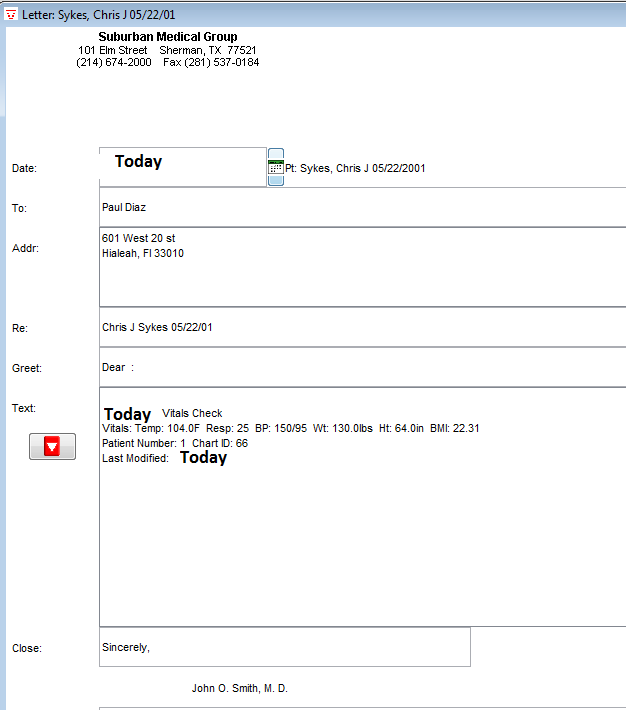 Letter: Sykes, Chris J 05/22/01
Suburban Medical Group
101 Elm Street Sherman, TX 77521
(214) 674-2000 Fax (281) 537-0184
Date: Today Pt: Sykes, Chris J 05/22/2001
To: Paul Diaz
Addr: 601 West 20 st
Hialeah, Fl 33010
Re: Chris J Sykes 05/22/01
Greet: Dear :
Text: Today Vitals Check
Vitals: Temp: 104.0F Resp: 25 BP: 150/95 Wt: 130.0lbs Ht: 64.0in BMI: 22.31
Patient Number: 1 Chart ID: 66
Last Modified: Today
Close: Sincerely,
John O. Smith, M. D.